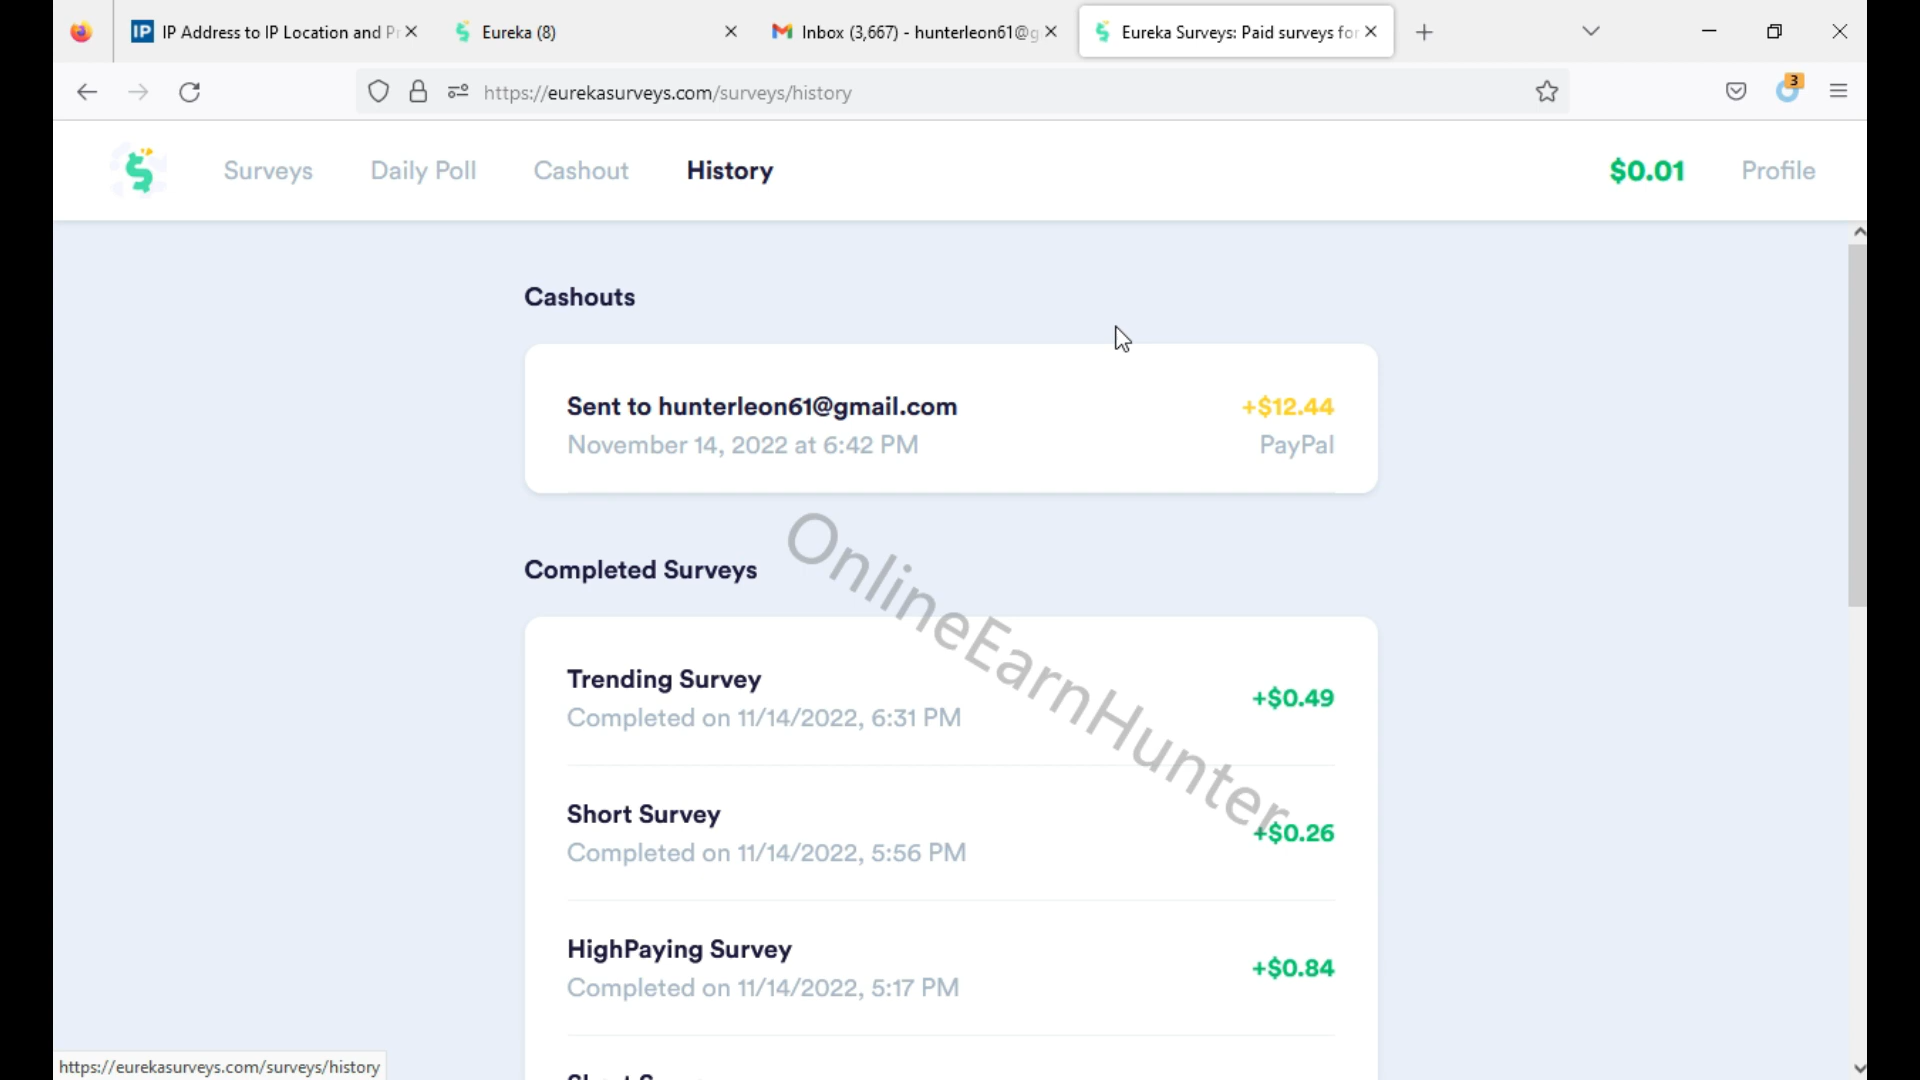 IP IP Address to IP Location and Pr
Eureka (8)
Inbox (3,667) - hunterleon61@g
Eureka Surveys: Paid surveys for
https://eurekasurveys.com/surveys/history
3
Surveys
Daily Poll
Cashout
History
$0.01
Profile
Cashouts
Sent to hunterleon61@gmail.com
+$12.44
November 14, 2022 at 6:42 PM
PayPal
OnlineEarnHunter
Completed Surveys
Trending Survey
+$0.49
Completed on 11/14/2022, 6:31 PM
Short Survey
+$0.26
Completed on 11/14/2022, 5:56 PM
HighPaying Survey
+$0.84
Completed on 11/14/2022, 5:17 PM
https://eurekasurveys.com/surveys/history